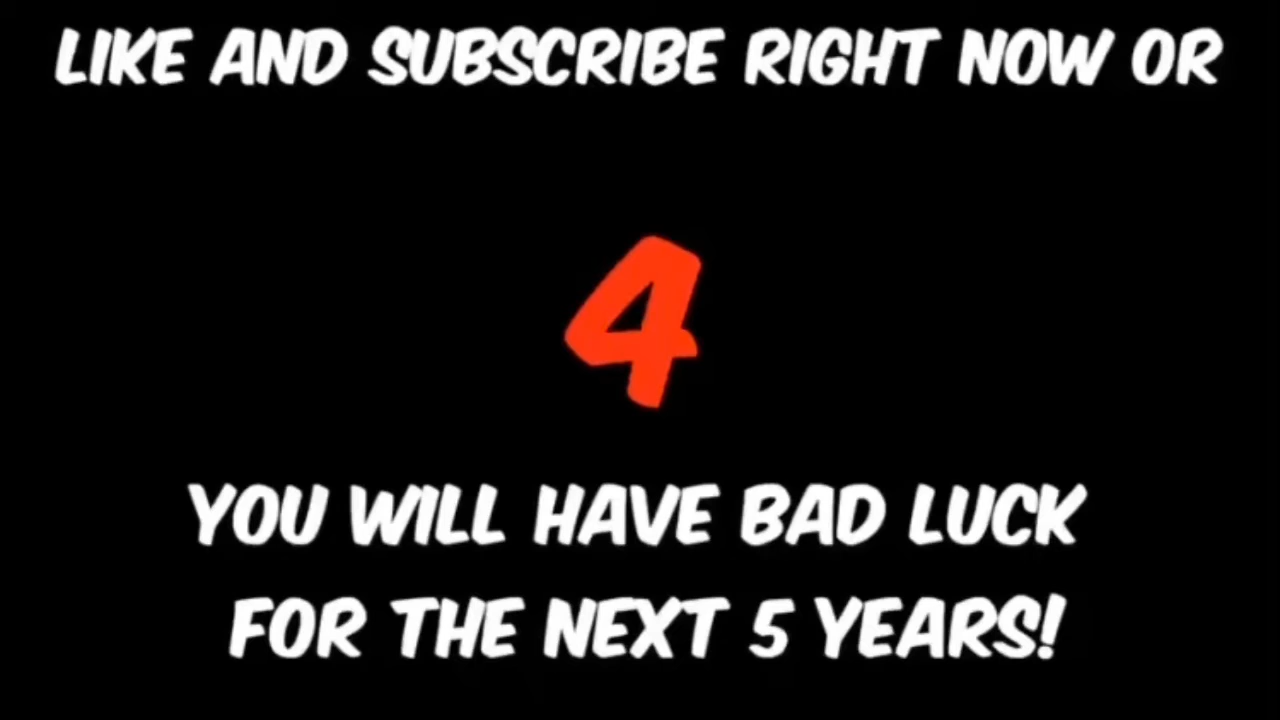 LIKE AND SUBSCRIBE RIGHT NOW OR
4
YOU WILL HAVE BAD LUCK
FOR THE NEXT 5 YEARS!